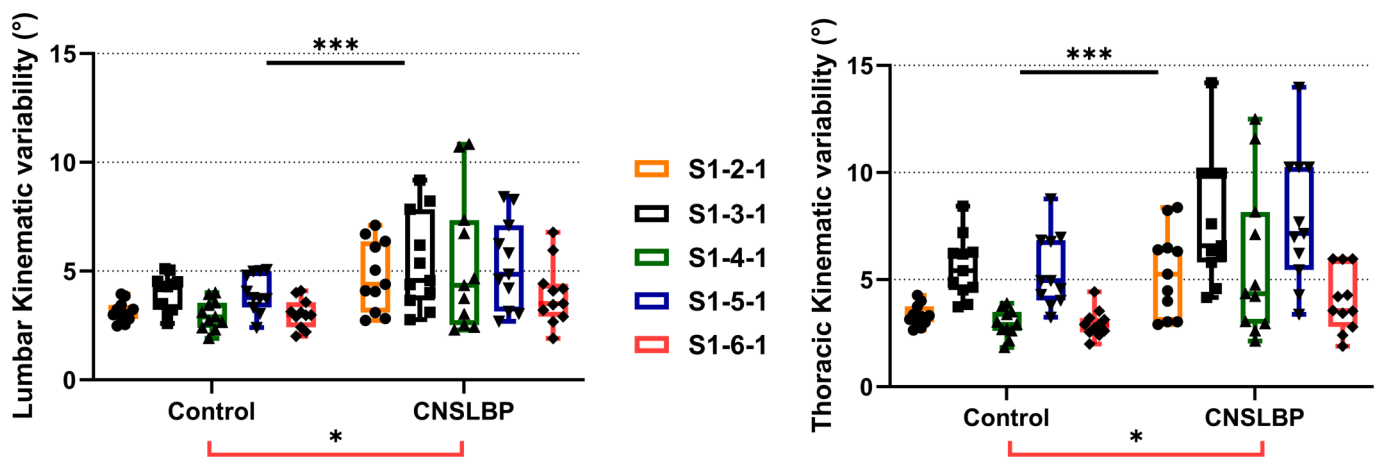 Lumbar Kinematic variability (°)
15
10
5
0
***
Control
CNSLBP
*
S1-2-1
S1-3-1
S1-4-1
S1-5-1
S1-6-1
Thoracic Kinematic variability (°)
15
10
5
0
***
Control
CNSLBP
*